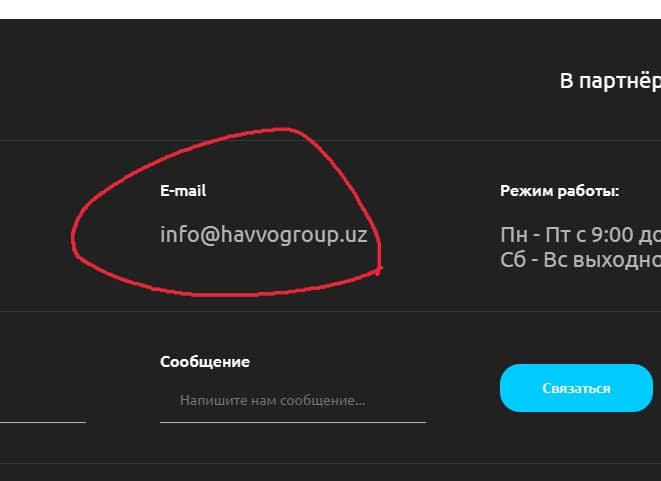 В партнёр
E-mail
info@havvogroup.uz
Режим работы:
Пн - Пт с 9:00 до
Сб - Вс выходно
Сообщение
Напишите нам сообщение...
Связаться